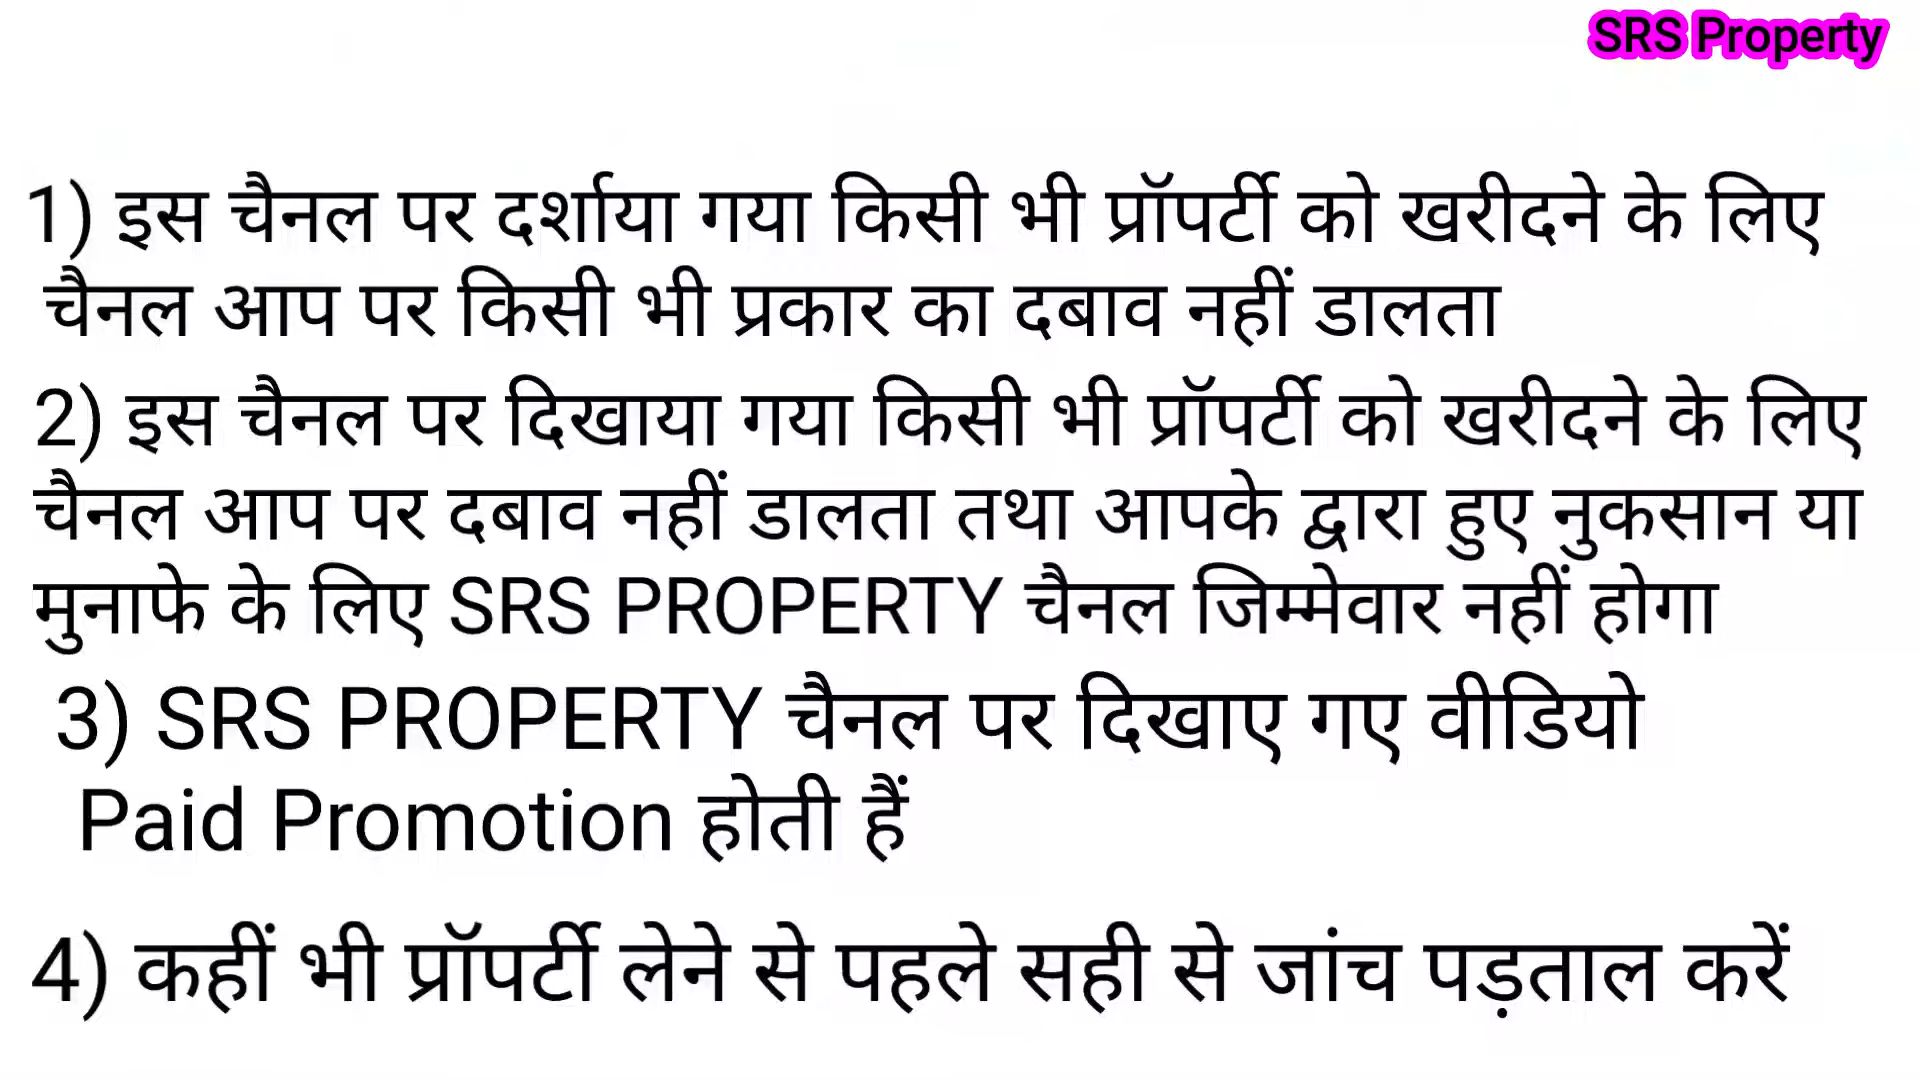 SRS Property
1) इस चैनल पर दर्शाया गया किसी भी प्रॉपर्टी को खरीदने के लिए
चैनल आप पर किसी भी प्रकार का दबाव नहीं डालता
2) इस चैनल पर दिखाया गया किसी भी प्रॉपर्टी को खरीदने के लिए
चैनल आप पर दबाव नहीं डालता तथा आपके द्वारा हुए नुकसान या
मुनाफे के लिए SRS PROPERTY चैनल जिम्मेवार नहीं होगा
3) SRS PROPERTY चैनल पर दिखाए गए वीडियो
Paid Promotion होती हैं
4) कहीं भी प्रॉपर्टी लेने से पहले सही से जांच पड़ताल करें